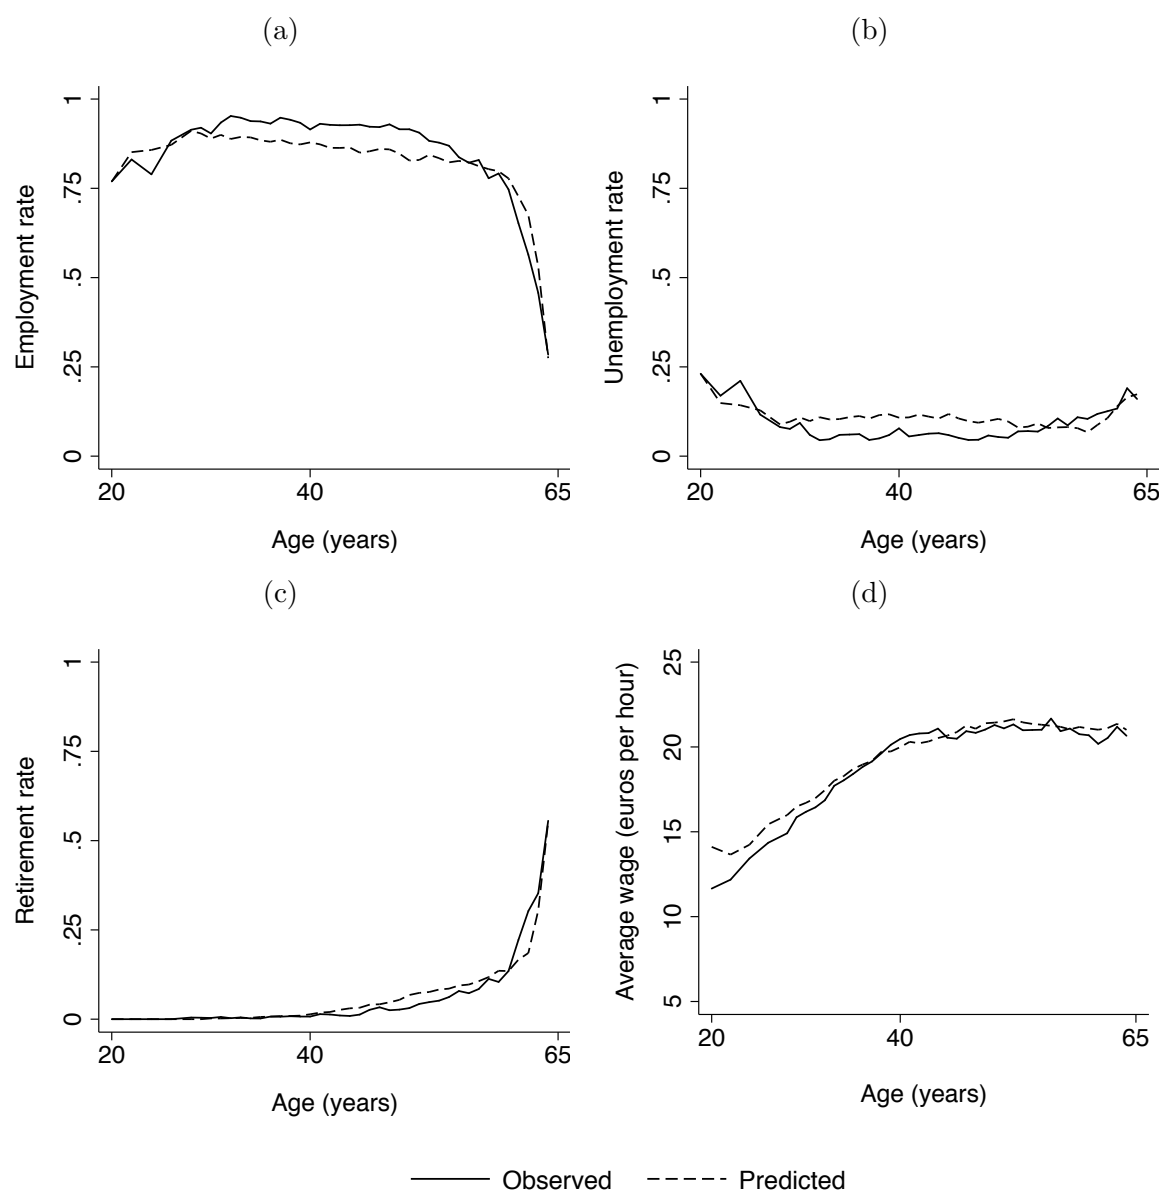 (a)
(b)
Employment rate
1
.75
.5
.25
0
20 40 65
Age (years)
Unemployment rate
1
.75
.5
.25
0
20 40 65
Age (years)
(c)
(d)
Retirement rate
1
.75
.5
.25
0
20 40 65
Age (years)
Average wage (euros per hour)
25
20
15
10
5
20 40 65
Age (years)
Observed Predicted